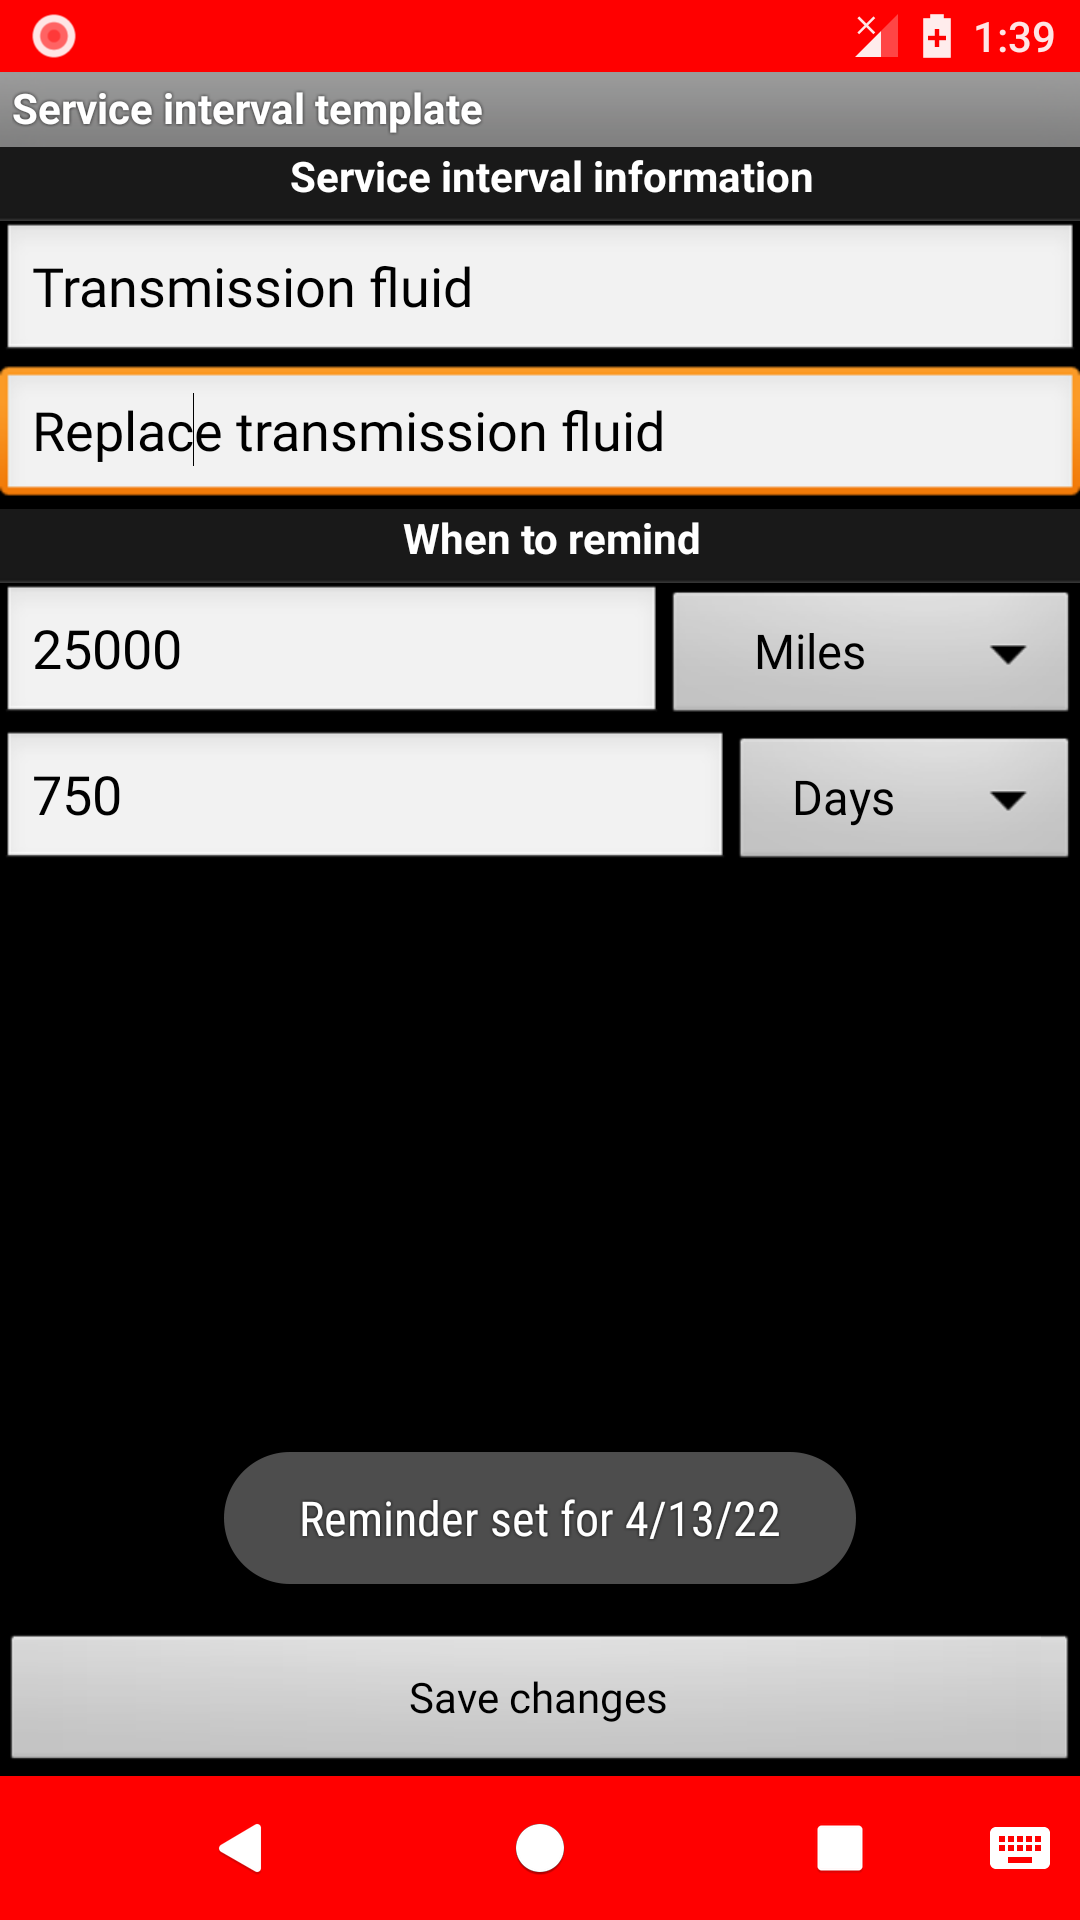 1:39
Service interval template
Service interval information
Transmission fluid
Replace transmission fluid
When to remind
25000
Miles
750
Days
Reminder set for 4/13/22
Save changes